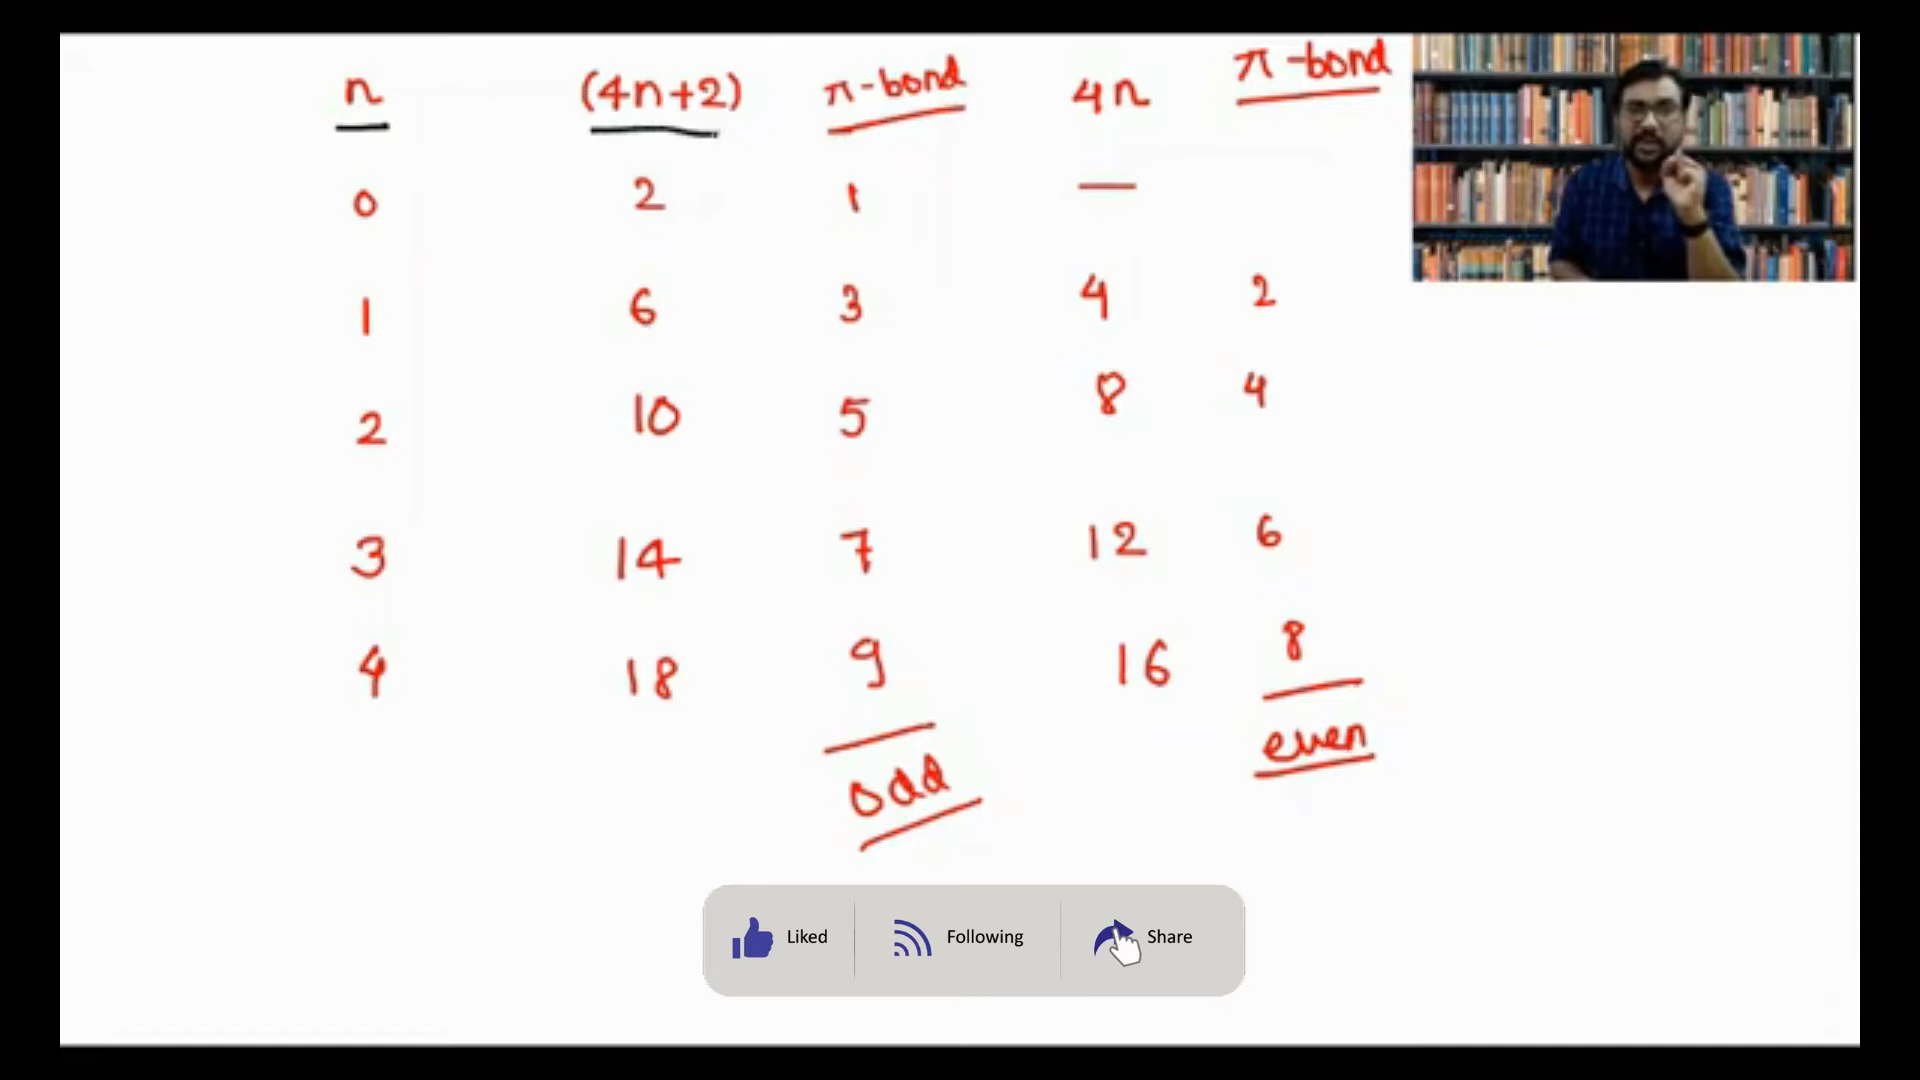 n (4n+2) π-bond 4n π-bond
0 2 1 —
1 6 3 4 2
2 10 5 8 4
3 14 7 12 6
4 18 9 16 8
odd even
Liked Following Share